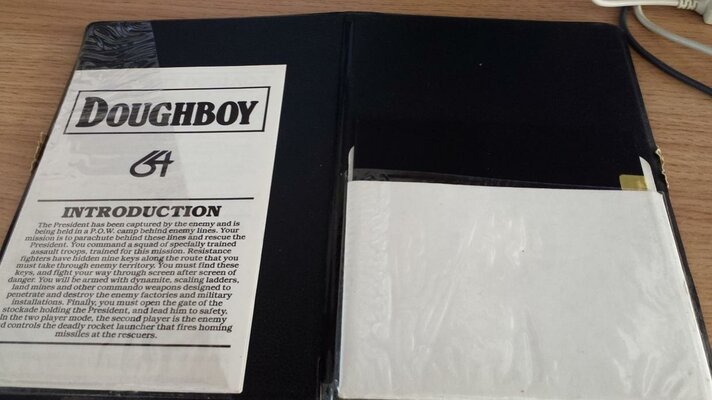 DOUGHBOY
64
INTRODUCTION
The President has been captured by the enemy and is
being held in a P.O.W. camp behind enemy lines. Your
mission is to parachute behind these lines and rescue the
President. You command a squad of specially trained
assault troops, trained for this mission. Resistance
fighters have hidden nine keys along the route that you
must take through enemy territory. You must find these
keys, and fight your way through screen after screen of
danger. You will be armed with dynamite, scaling ladders,
land mines and other commando weapons designed to
penetrate and destroy the enemy factories and military
installations. Finally, you must open the gate of the
stockade holding the President, and lead him to safety.
In the two player mode, the second player is the enemy
d controls the deadly rocket launcher that fires homing
missiles at the rescuers.